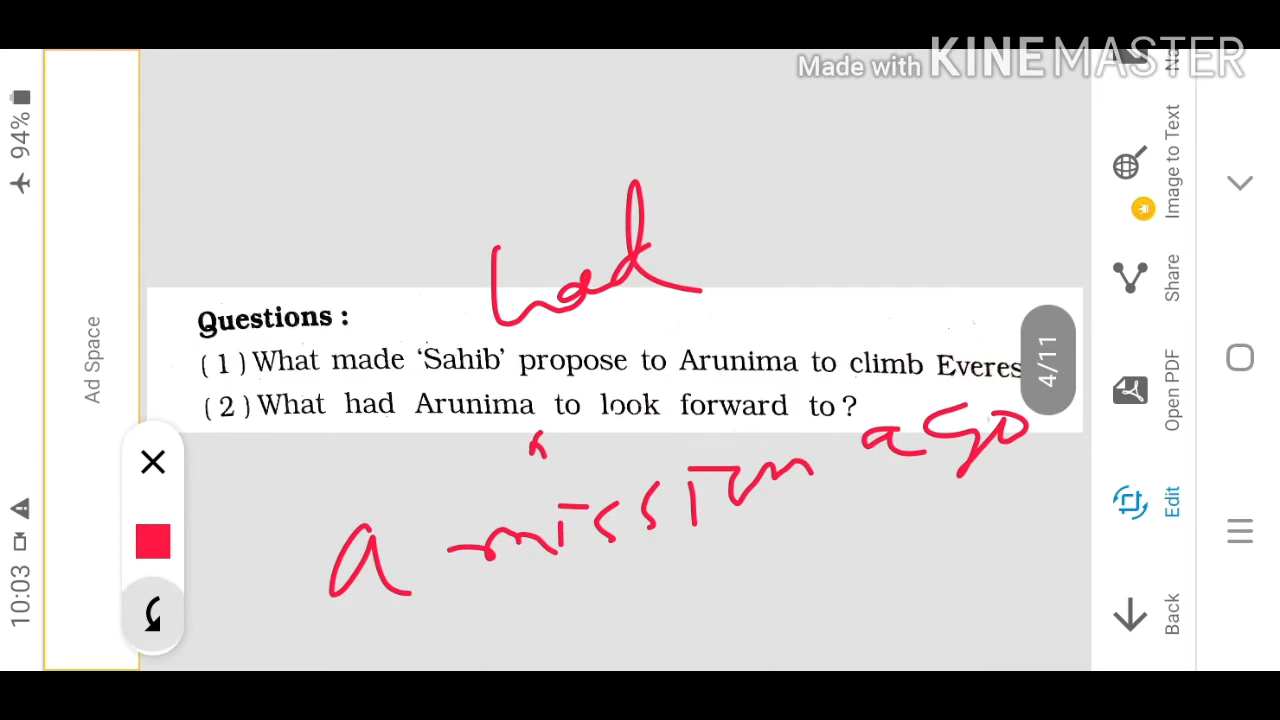 Made with KINEMASTER
94%
10:03
Ad Space
had
Questions :
(1) What made ‘Sahib’ propose to Arunima to climb Everes
(2) What had Arunima to look forward to?
a mission ago
4/11
Image to Text
Share
Open PDF
Edit
Back